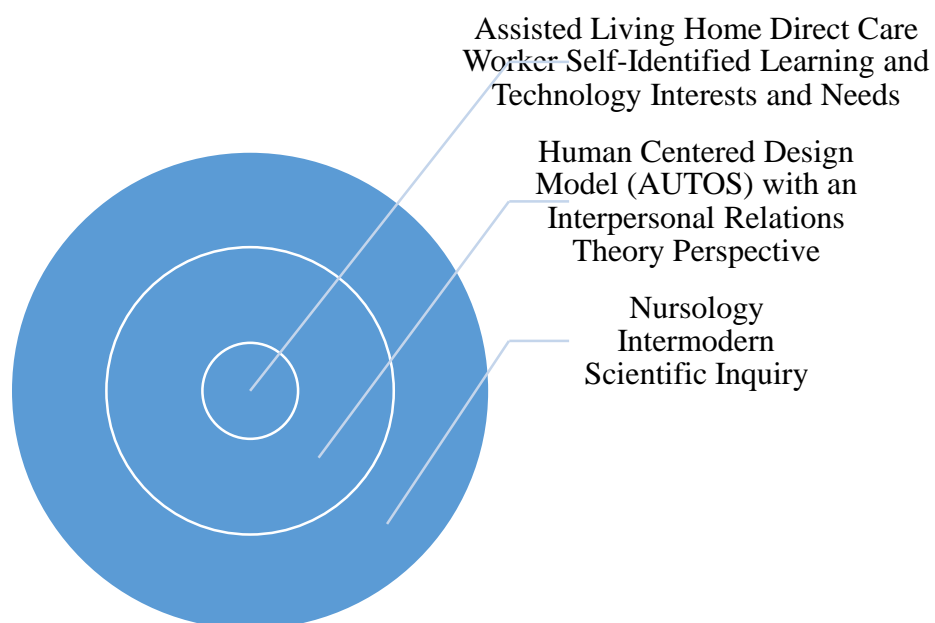 Assisted Living Home Direct Care
Worker Self-Identified Learning and
Technology Interests and Needs
Human Centered Design
Model (AUTOS) with an
Interpersonal Relations
Theory Perspective
Nursology
Intermodern
Scientific Inquiry